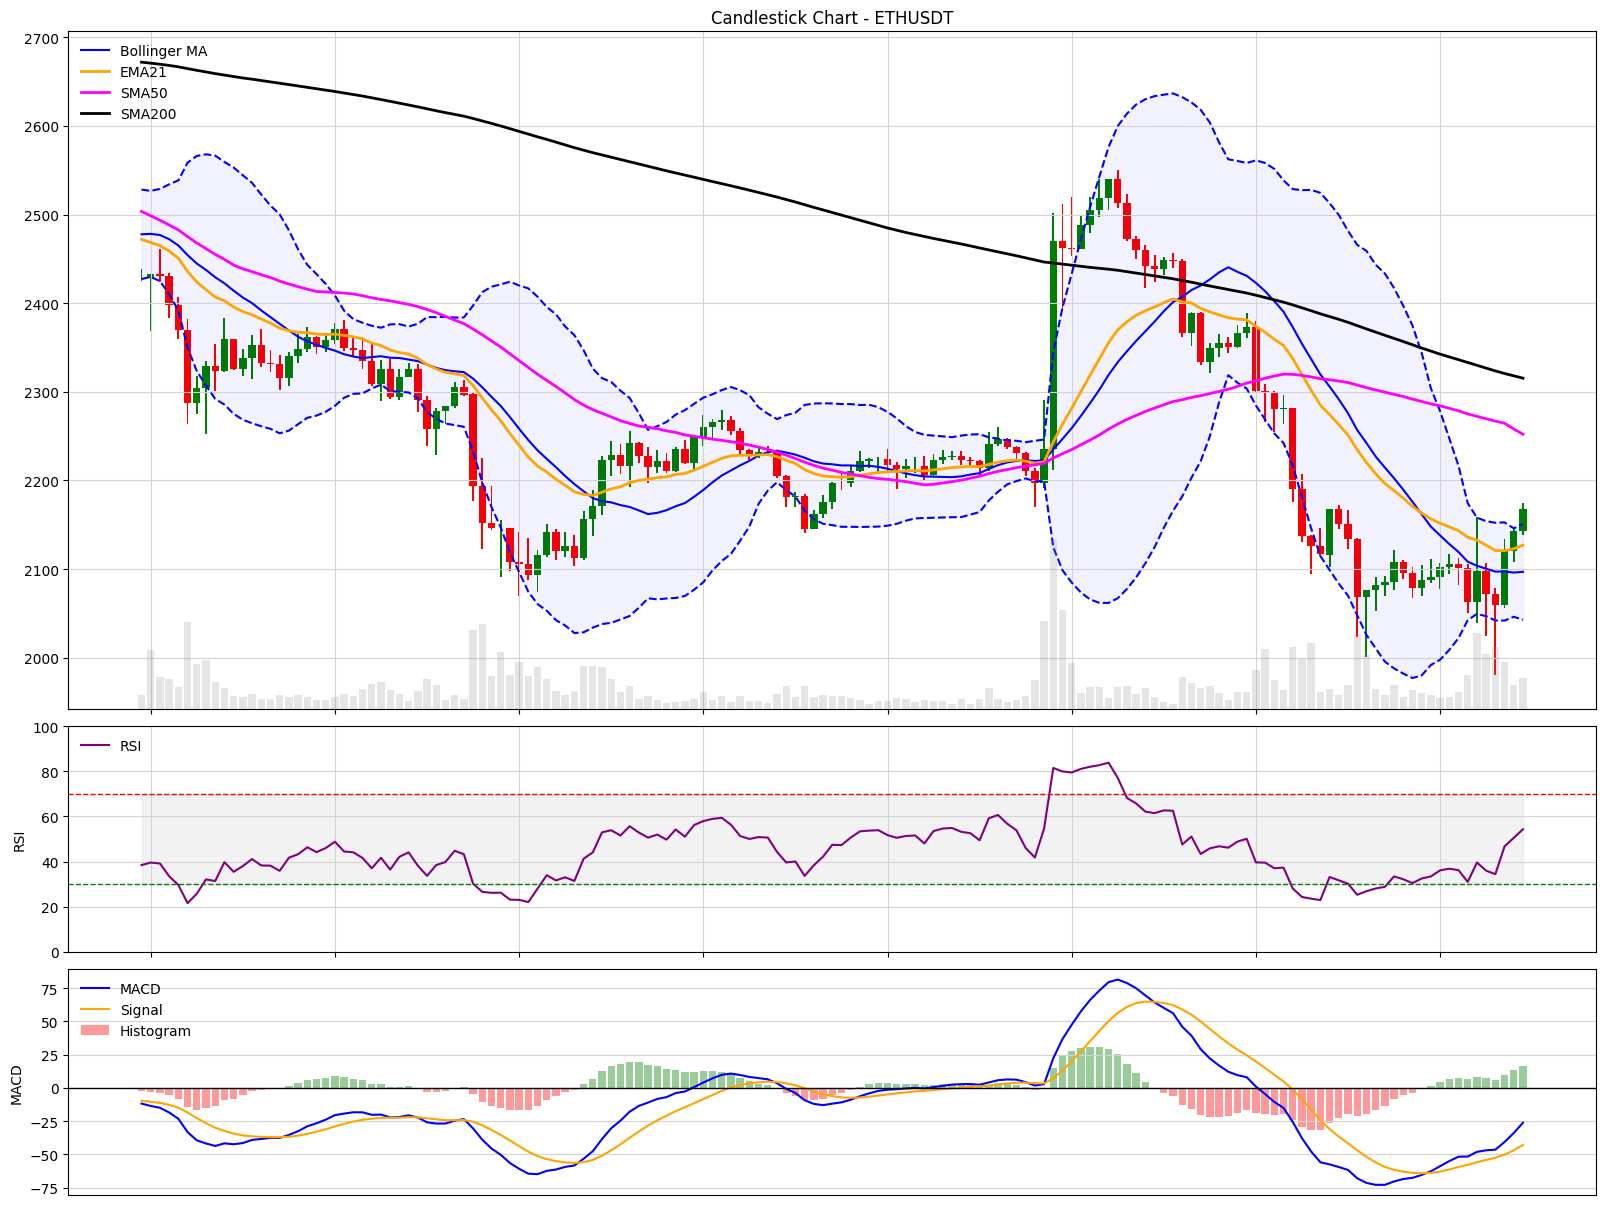 Candlestick Chart - ETHUSDT
2700
2600
2500
2400
2300
2200
2100
2000
Bollinger MA
EMA21
SMA50
SMA200
100
80
60
40
20
0
RSI
RSI
75
50
25
0
−25
−50
−75
MACD
MACD
Signal
Histogram